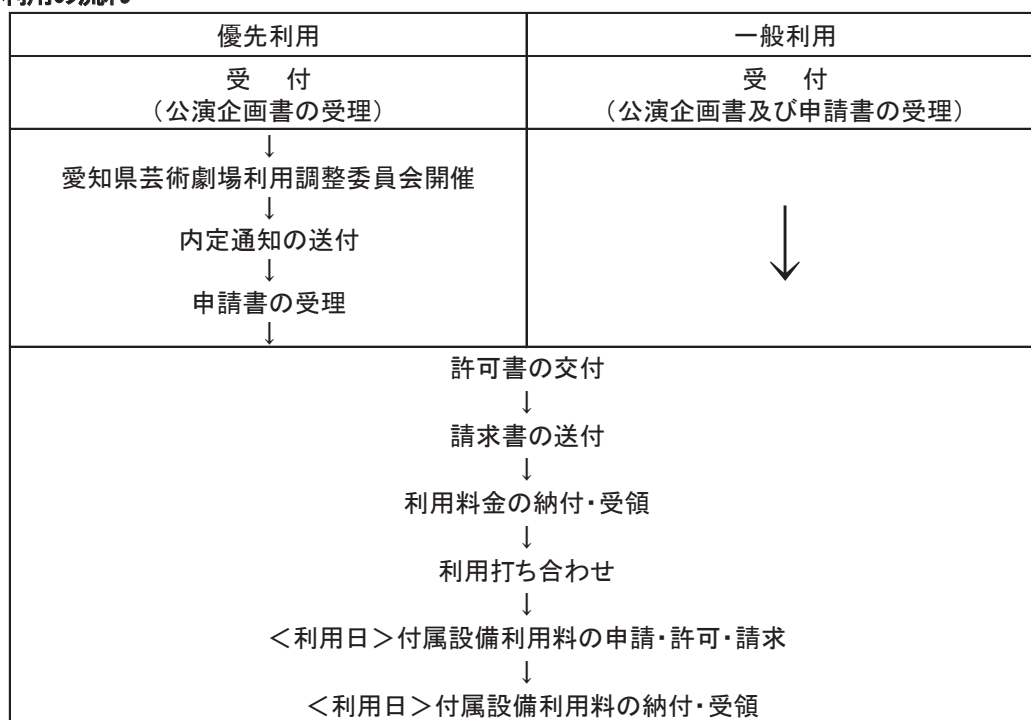 優先利用
一般利用
受　付
（公演企画書の受理）
受　付
（公演企画書及び申請書の受理）
↓
愛知県芸術劇場利用調整委員会開催
↓
内定通知の送付
↓
申請書の受理
↓
↓
許可書の交付
↓
請求書の送付
↓
利用料金の納付・受領
↓
利用打ち合わせ
↓
＜利用日＞付属設備利用料の申請・許可・請求
↓
＜利用日＞付属設備利用料の納付・受領